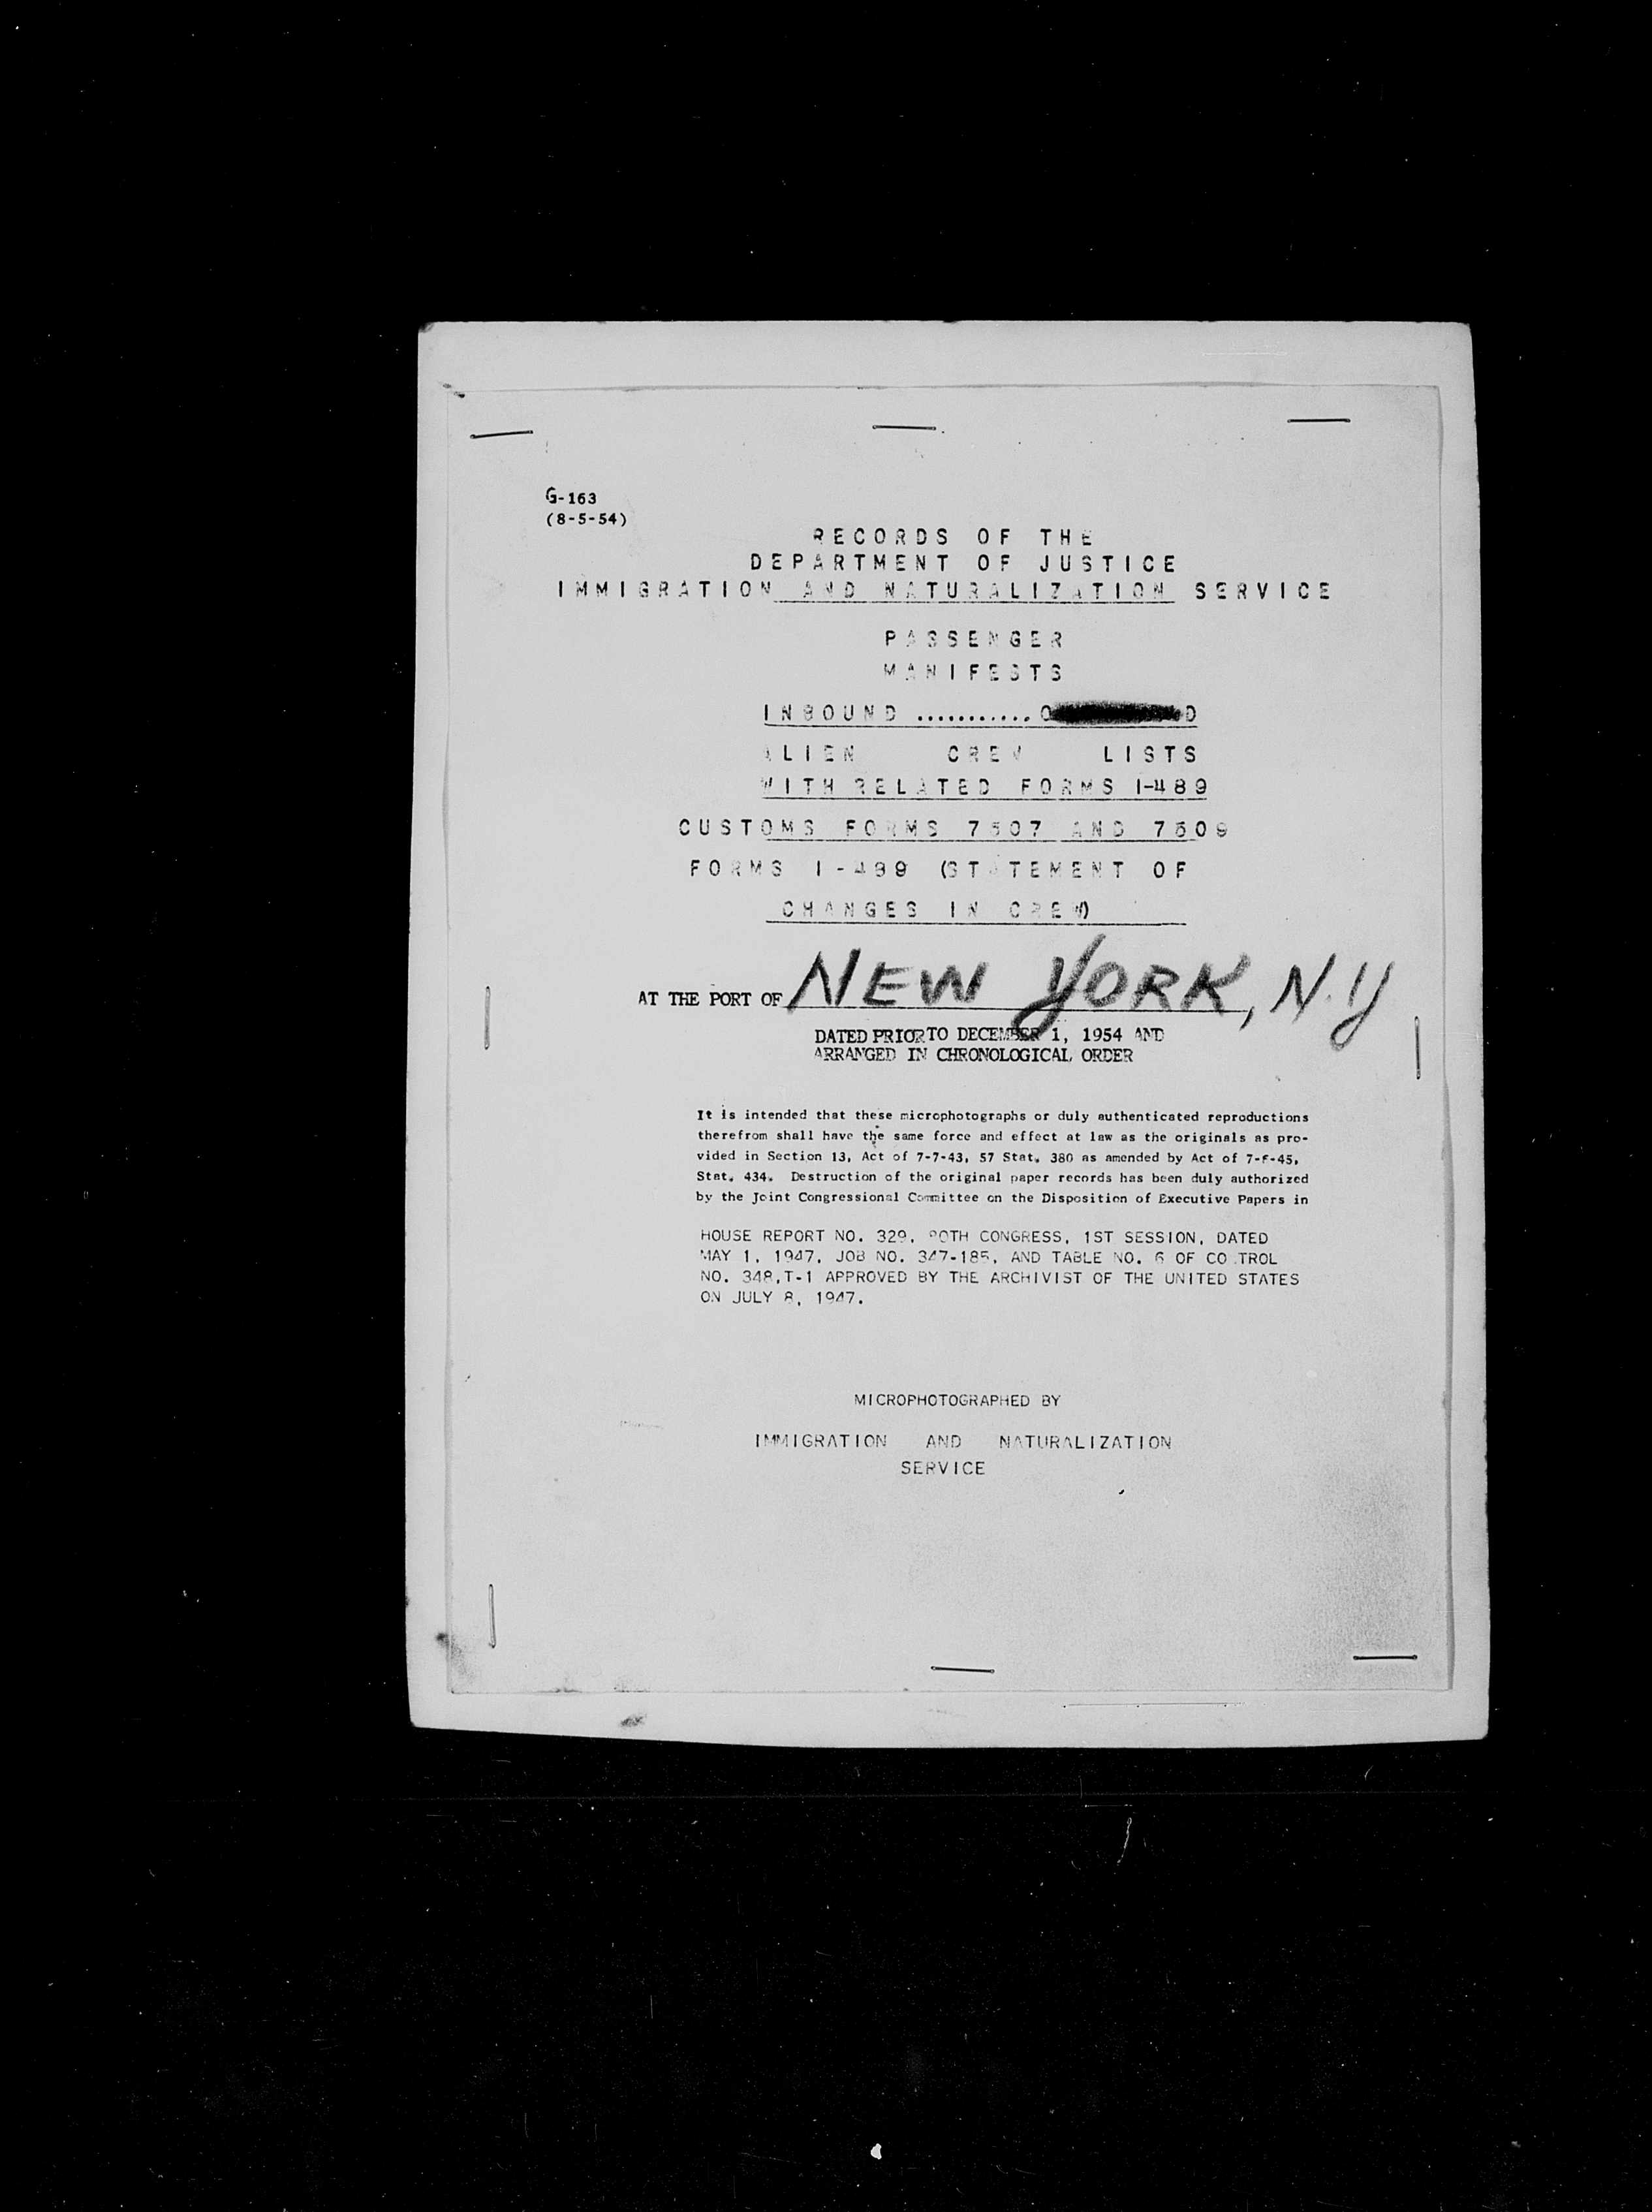 G-163
(8-5-54)
RECORDS OF THE
DEPARTMENT OF JUSTICE
IMMIGRATION AND NATURALIZATION SERVICE
PASSENGER
MANIFESTS
INBOUND ...........O D
ALIEN CREW LISTS
WITH RELATED FORMS I-489
CUSTOMS FORMS 7507 AND 7509
FORMS I-489 (STATEMENT OF
CHANGES IN CREW)
AT THE PORT OF NEW YORK, N.Y
DATED PRIOR TO DECEMBER 1, 1954 AND
ARRANGED IN CHRONOLOGICAL ORDER
It is intended that these microphotographs or duly authenticated reproductions
therefrom shall have the same force and effect at law as the originals as pro-
vided in Section 13, Act of 7-7-43, 57 Stat. 380 as amended by Act of
Stat. 434. Destruction of the original paper records has been duly authorized
by the Joint Congressional Committee on the Disposition of Executive Papers in
HOUSE REPORT NO. 329, 80TH CONGRESS, 1ST SESSION, DATED
MAY 1, 1947, JOB NO. 347-185, AND TABLE NO. 6 OF CO TROL
NO. 348,T-1 APPROVED BY THE ARCHIVIST OF THE UNITED STATES
ON JULY 8, 1947.
MICROPHOTOGRAPHED BY
IMMIGRATION AND NATURALIZATION
SERVICE